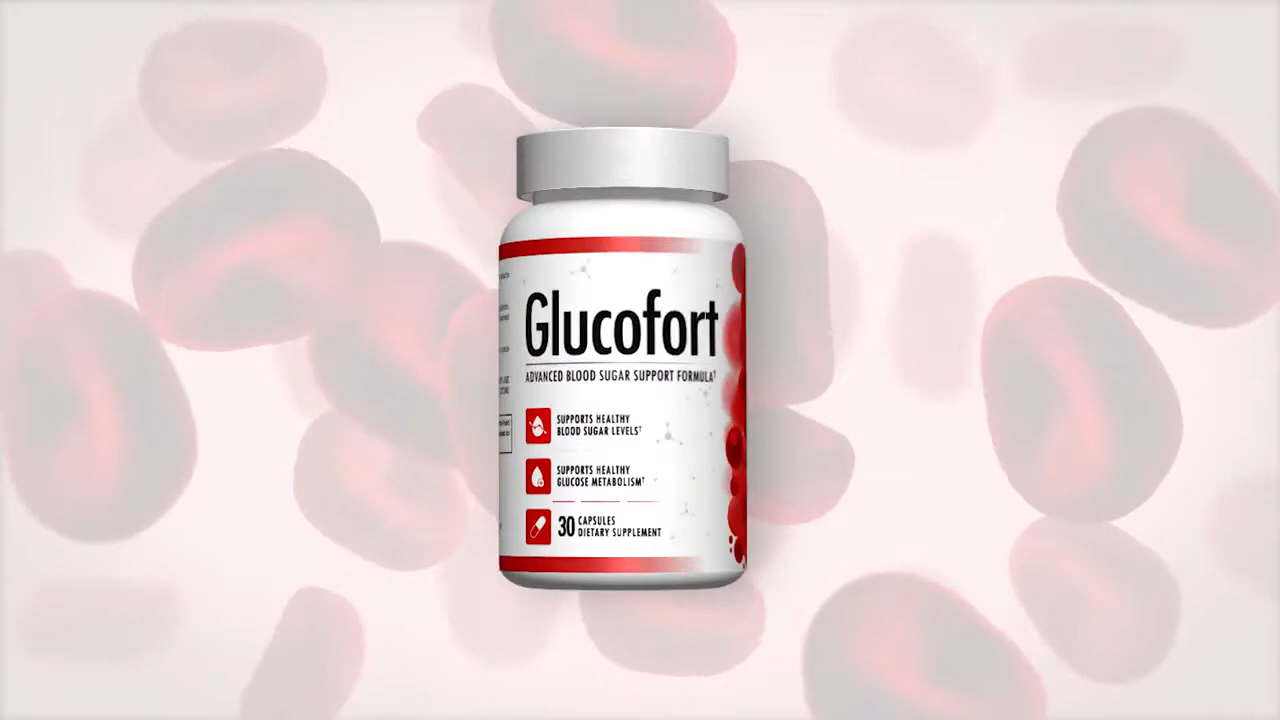 Glucofort
ADVANCED BLOOD SUGAR SUPPORT FORMULA†
SUPPORTS HEALTHY
BLOOD SUGAR LEVELS†
SUPPORTS HEALTHY
GLUCOSE METABOLISM†
30 CAPSULES
DIETARY SUPPLEMENT